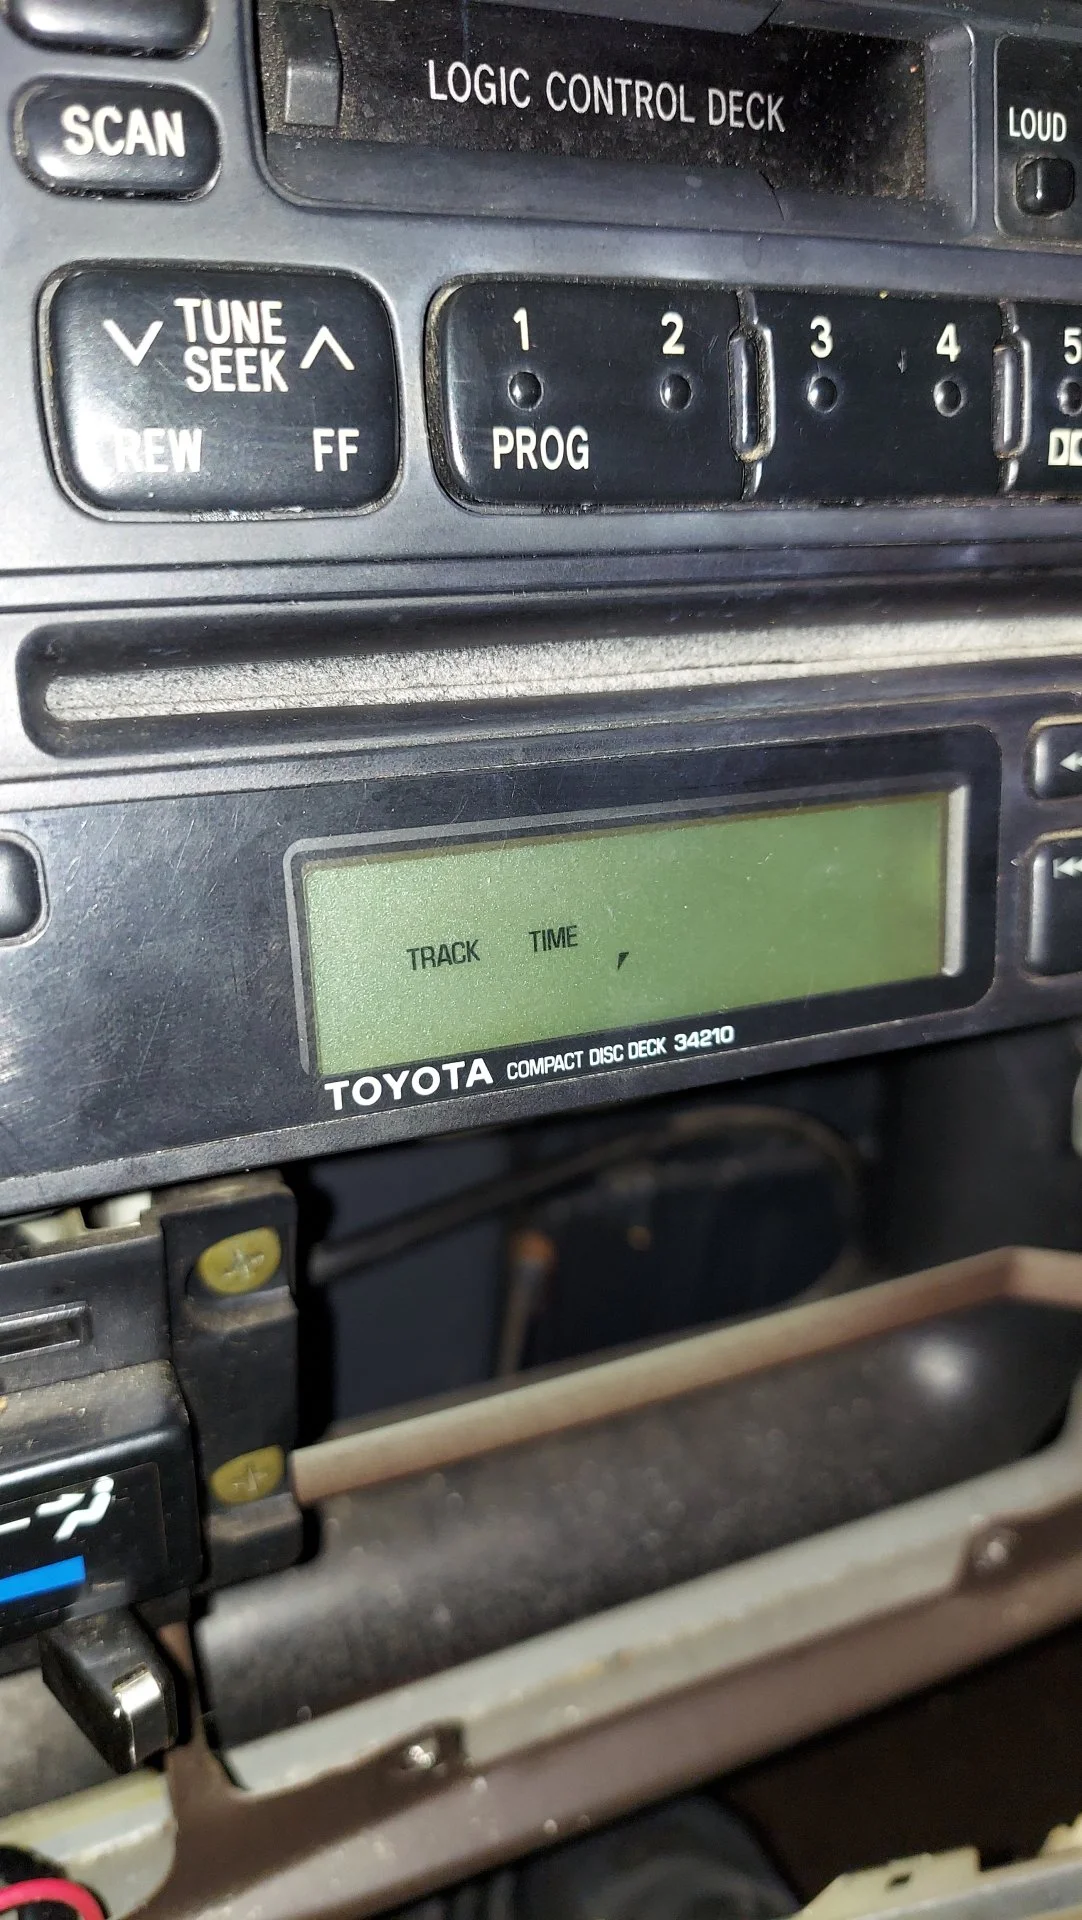 LOGIC CONTROL DECK
LOUD
SCAN
TUNE
SEEK
REW FF
1 2 3 4 5
PROG
TRACK TIME
TOYOTA COMPACT DISC DECK 34210